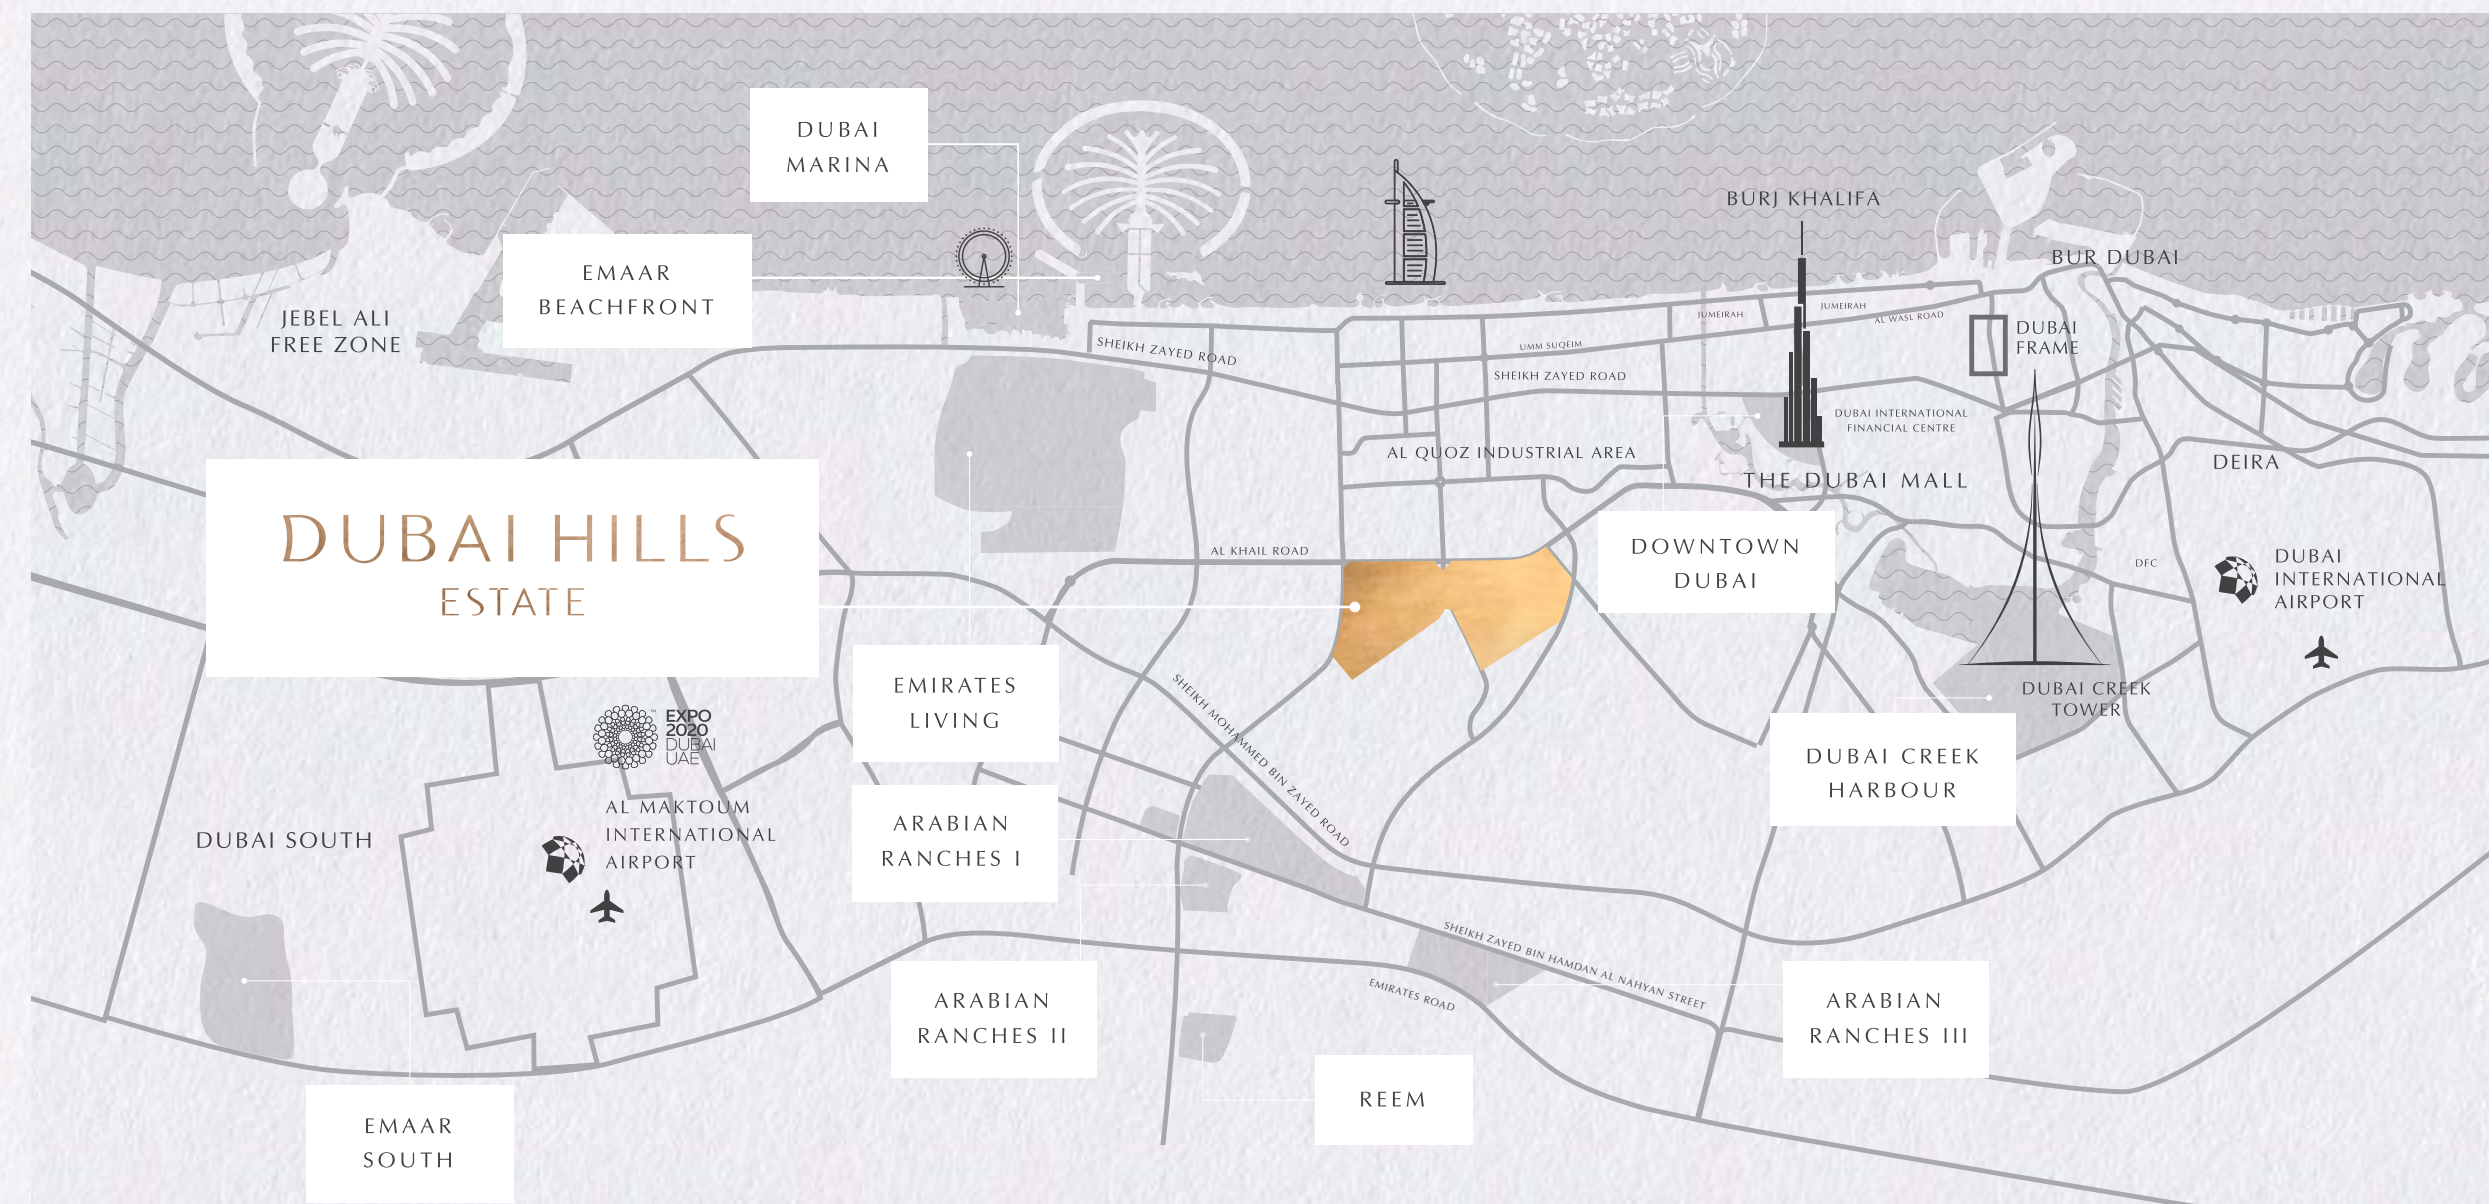 DUBAI
MARINA
EMAAR
BEACHFRONT
JEBEL ALI
FREE ZONE
BURJ KHALIFA
BUR DUBAI
JUMEIRAH
JUMEIRAH
AL WASL ROAD
DUBAI
FRAME
SHEIKH ZAYED ROAD
UMM SUQEIM
SHEIKH ZAYED ROAD
DUBAI INTERNATIONAL
FINANCIAL CENTRE
AL QUOZ INDUSTRIAL AREA
THE DUBAI MALL
DEIRA
DUBAI HILLS
ESTATE
AL KHAIL ROAD
DOWNTOWN
DUBAI
DFC
DUBAI
INTERNATIONAL
AIRPORT
EMIRATES
LIVING
SHEIKH MOHAMMED BIN ZAYED ROAD
DUBAI CREEK
TOWER
EXPO
2020
DUBAI
UAE
TM
DUBAI CREEK
HARBOUR
AL MAKTOUM
INTERNATIONAL
AIRPORT
DUBAI SOUTH
ARABIAN
RANCHES I
SHEIKH ZAYED BIN HAMDAN AL NAHYAN STREET
EMIRATES ROAD
ARABIAN
RANCHES II
ARABIAN
RANCHES III
REEM
EMAAR
SOUTH